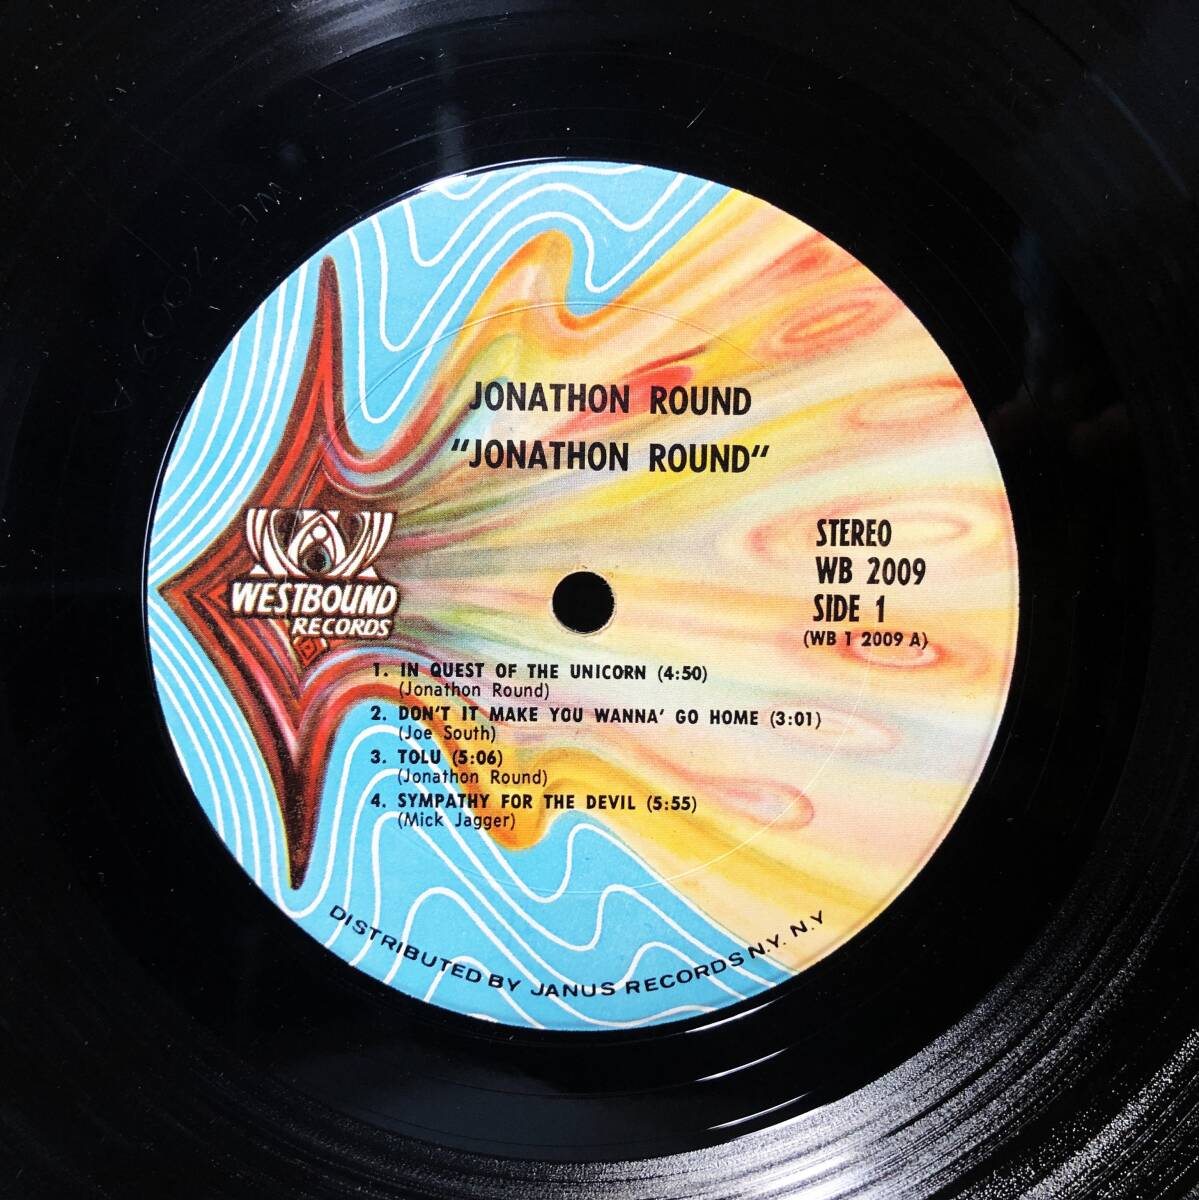 JONATHON ROUND
"JONATHON ROUND"
STEREO
WB 2009
SIDE 1
(WB 1 2009 A)
WESTBOUND
RECORDS
1. IN QUEST OF THE UNICORN (4:50)
(Jonathon Round)
2. DON'T IT MAKE YOU WANNA' GO HOME (3:01)
(Joe South)
3. TOLU (5:06)
(Jonathon Round)
4. SYMPATHY FOR THE DEVIL (5:55)
(Mick Jagger)
DISTRIBUTED BY JANUS RECORDS N.Y. N.Y